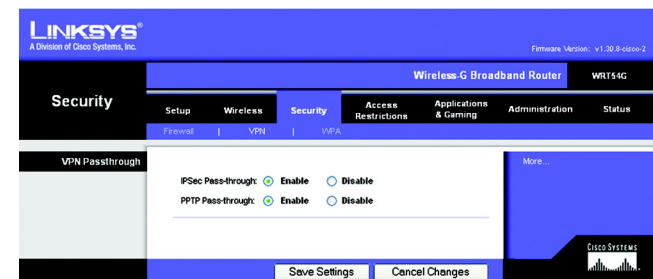 LINKSYS®
A Division of Cisco Systems, Inc.
Firmware Version: v1.30.8-cisco-2
Wireless-G Broadband Router WRT54G
Security
Setup Wireless Security Access Restrictions Applications & Gaming Administration Status
Firewall | VPN | WPA
VPN Passthrough
More...
IPSec Pass-through: Enable Disable
PPTP Pass-through: Enable Disable
CISCO SYSTEMS
Save Settings Cancel Changes